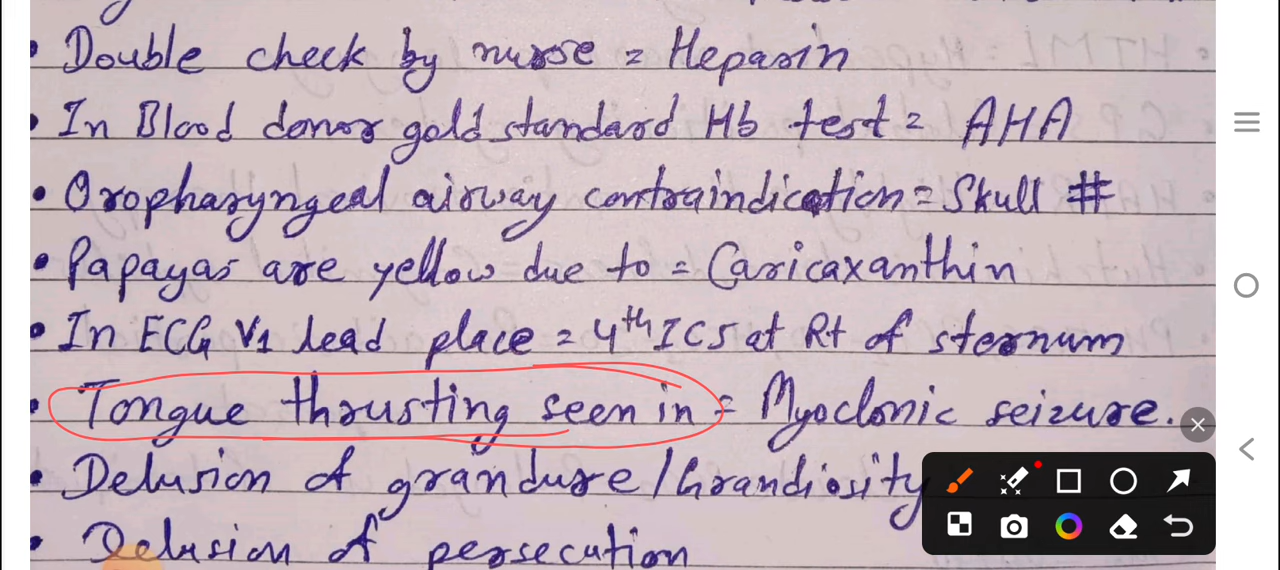 • Double check by nurse = Heparin
• In Blood donor gold standard Hb test = AHA
• Oropharyngeal airway contraindication = Skull #
• Papayas are yellow due to = Caricaxanthin
• In ECG V1 lead place = 4th ICS at Rt of sternum
• Tongue thrusting seen in = Myoclonic seizure.
• Delusion of grandure/Grandiosity
• Delusion of persecution